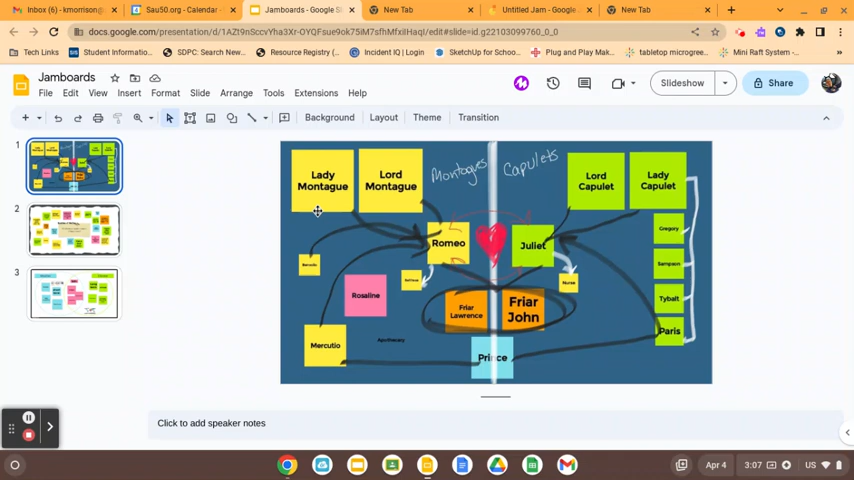 Inbox (6) - kmorrison@
Sau50.org - Calendar -
Jamboards - Google S
New Tab
Untitled Jam - Google J
New Tab
docs.google.com/presentation/d/1AZt9nSccvYha3Xr-OYQFsue9ok75iM7sfhMfxiIHaqI/edit#slide=id.g22103099760_0_0
Tech Links
Student Informatio...
SDPC: Search New...
Resource Registry (...
Incident IQ | Login
SketchUp for Schoo...
Plug and Play Maku...
tabletop microgree...
Mini Raft System -...
Jamboards
File Edit View Insert Format Slide Arrange Tools Extensions Help
Slideshow
Share
Background
Layout
Theme
Transition
1
2
3
Lady
Montague
Lord
Montague
Montagues
Capulets
Lord
Capulet
Lady
Capulet
Romeo
Juliet
Gregory
Sampson
Tybalt
Paris
Nurse
Rosaline
Friar
Lawrence
Friar
John
Mercutio
Apothecary
Prince
Click to add speaker notes
Apr 4
3:07
US